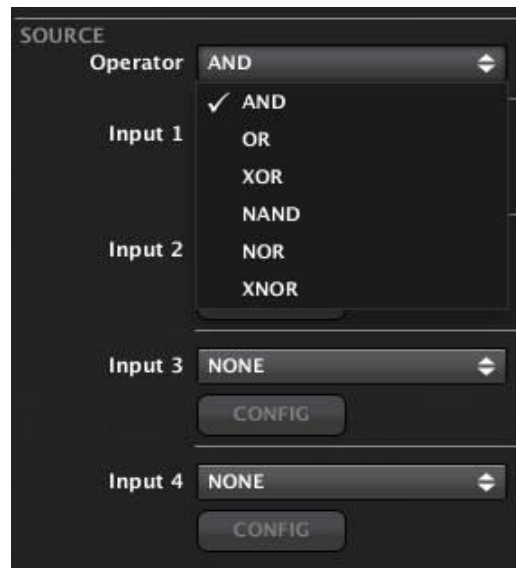 SOURCE
Operator AND
✓ AND
Input 1
OR
XOR
NAND
Input 2
NOR
XNOR
Input 3 NONE
CONFIG
Input 4 NONE
CONFIG